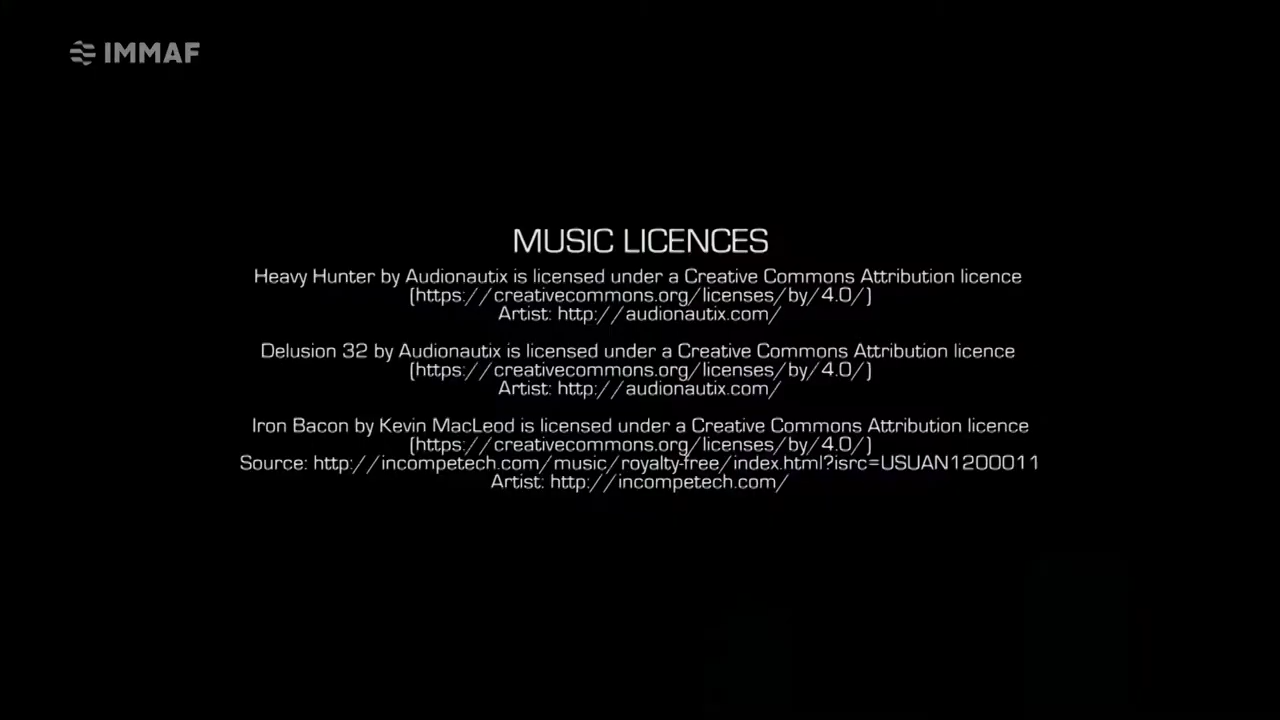 IMMAF
MUSIC LICENCES
Heavy Hunter by Audionautix is licensed under a Creative Commons Attribution licence
(https://creativecommons.org/licenses/by/4.0/)
Artist: http://audionautix.com/
Delusion 32 by Audionautix is licensed under a Creative Commons Attribution licence
(https://creativecommons.org/licenses/by/4.0/)
Artist: http://audionautix.com/
Iron Bacon by Kevin MacLeod is licensed under a Creative Commons Attribution licence
(https://creativecommons.org/licenses/by/4.0/)
Source: http://incompetech.com/music/royalty-free/index.html?isrc=USUAN1200011
Artist: http://incompetech.com/